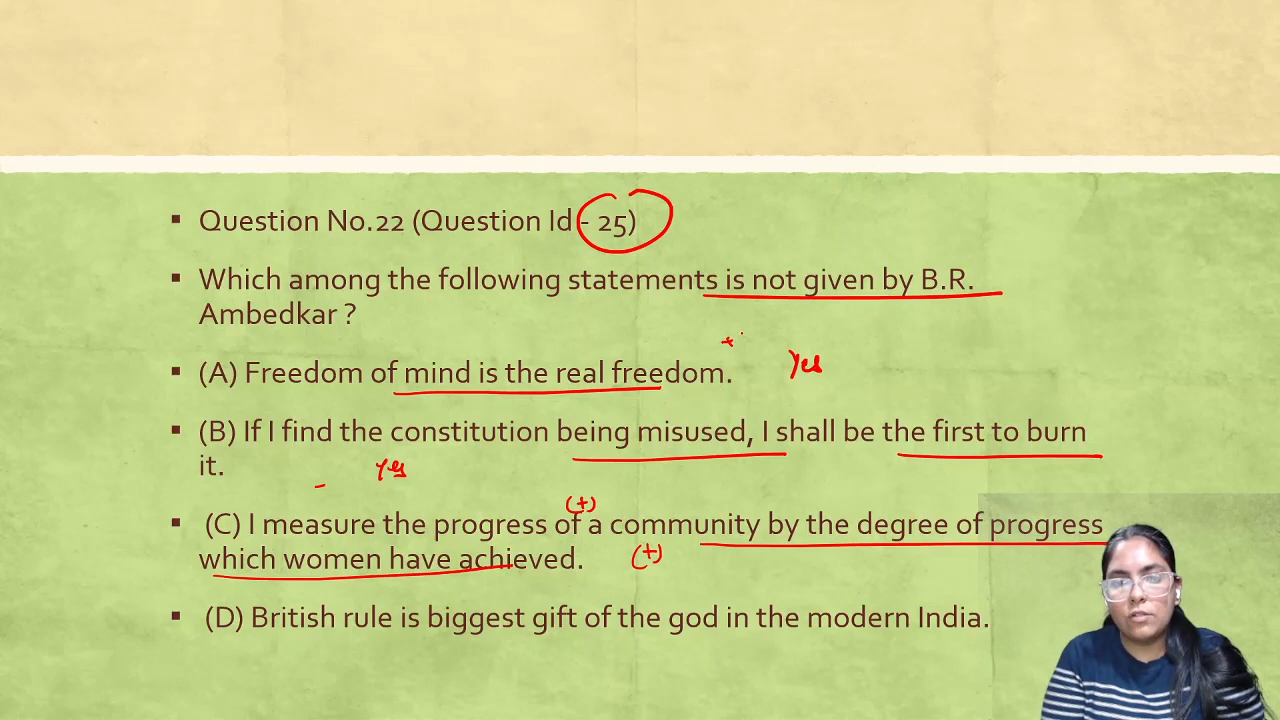 ▪ Question No.22 (Question Id - 25)
▪ Which among the following statements is not given by B.R.
Ambedkar ?
▪ (A) Freedom of mind is the real freedom. Yes
▪ (B) If I find the constitution being misused, I shall be the first to burn
it. Yes
(+)
▪ (C) I measure the progress of a community by the degree of progress
which women have achieved. (+)
▪ (D) British rule is biggest gift of the god in the modern India.